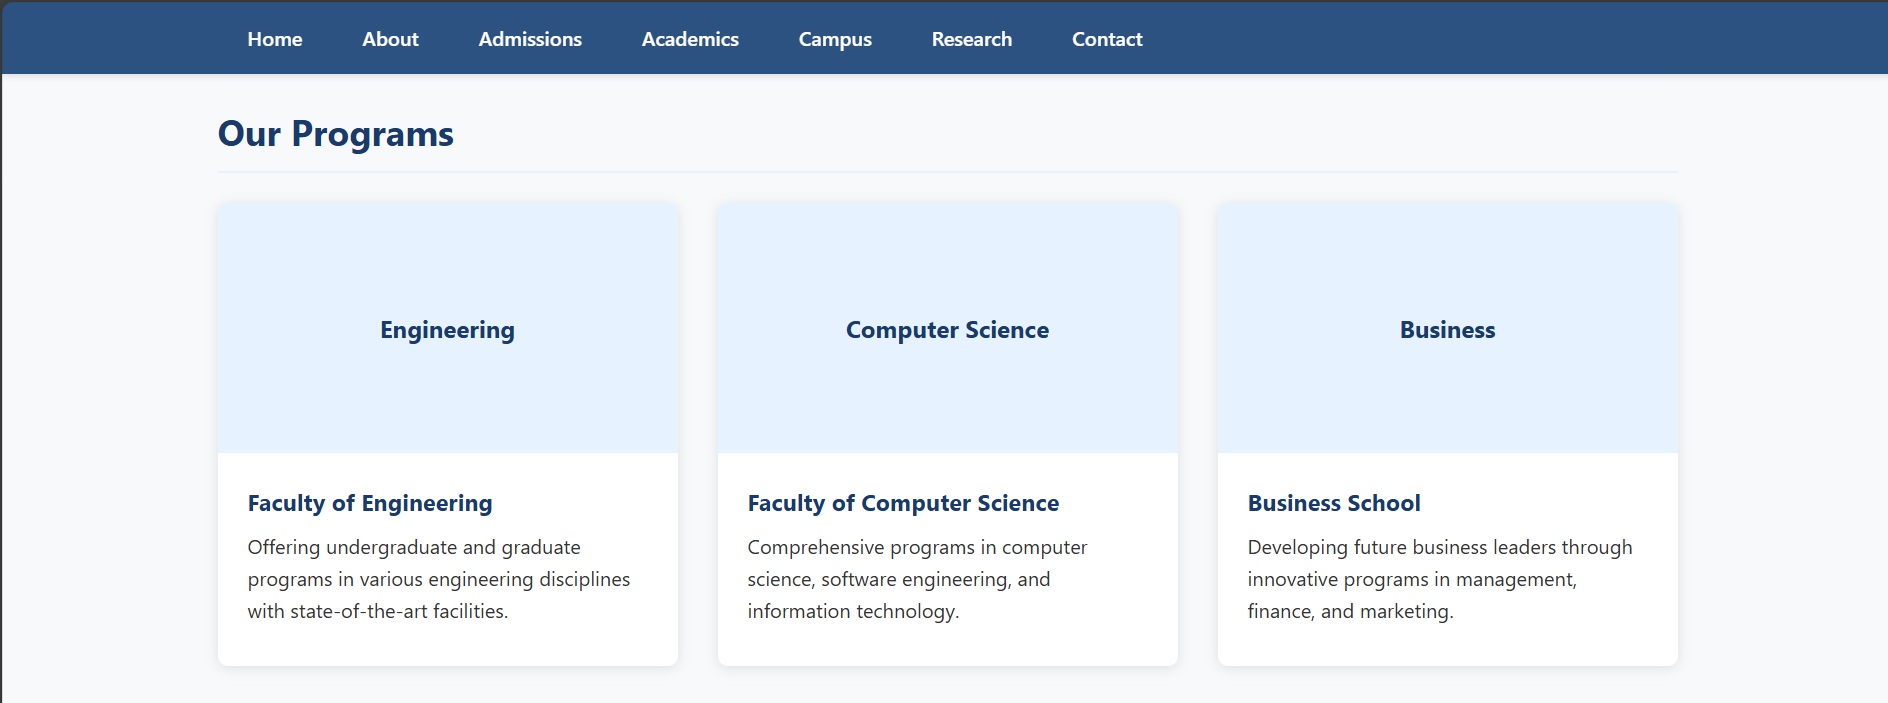 Home About Admissions Academics Campus Research Contact
Our Programs
Engineering
Faculty of Engineering
Offering undergraduate and graduate
programs in various engineering disciplines
with state-of-the-art facilities.
Computer Science
Faculty of Computer Science
Comprehensive programs in computer
science, software engineering, and
information technology.
Business
Business School
Developing future business leaders through
innovative programs in management,
finance, and marketing.